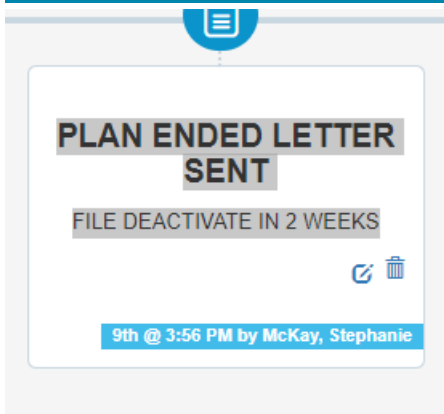 PLAN ENDED LETTER
SENT
FILE DEACTIVATE IN 2 WEEKS
9th @ 3:56 PM by McKay, Stephanie